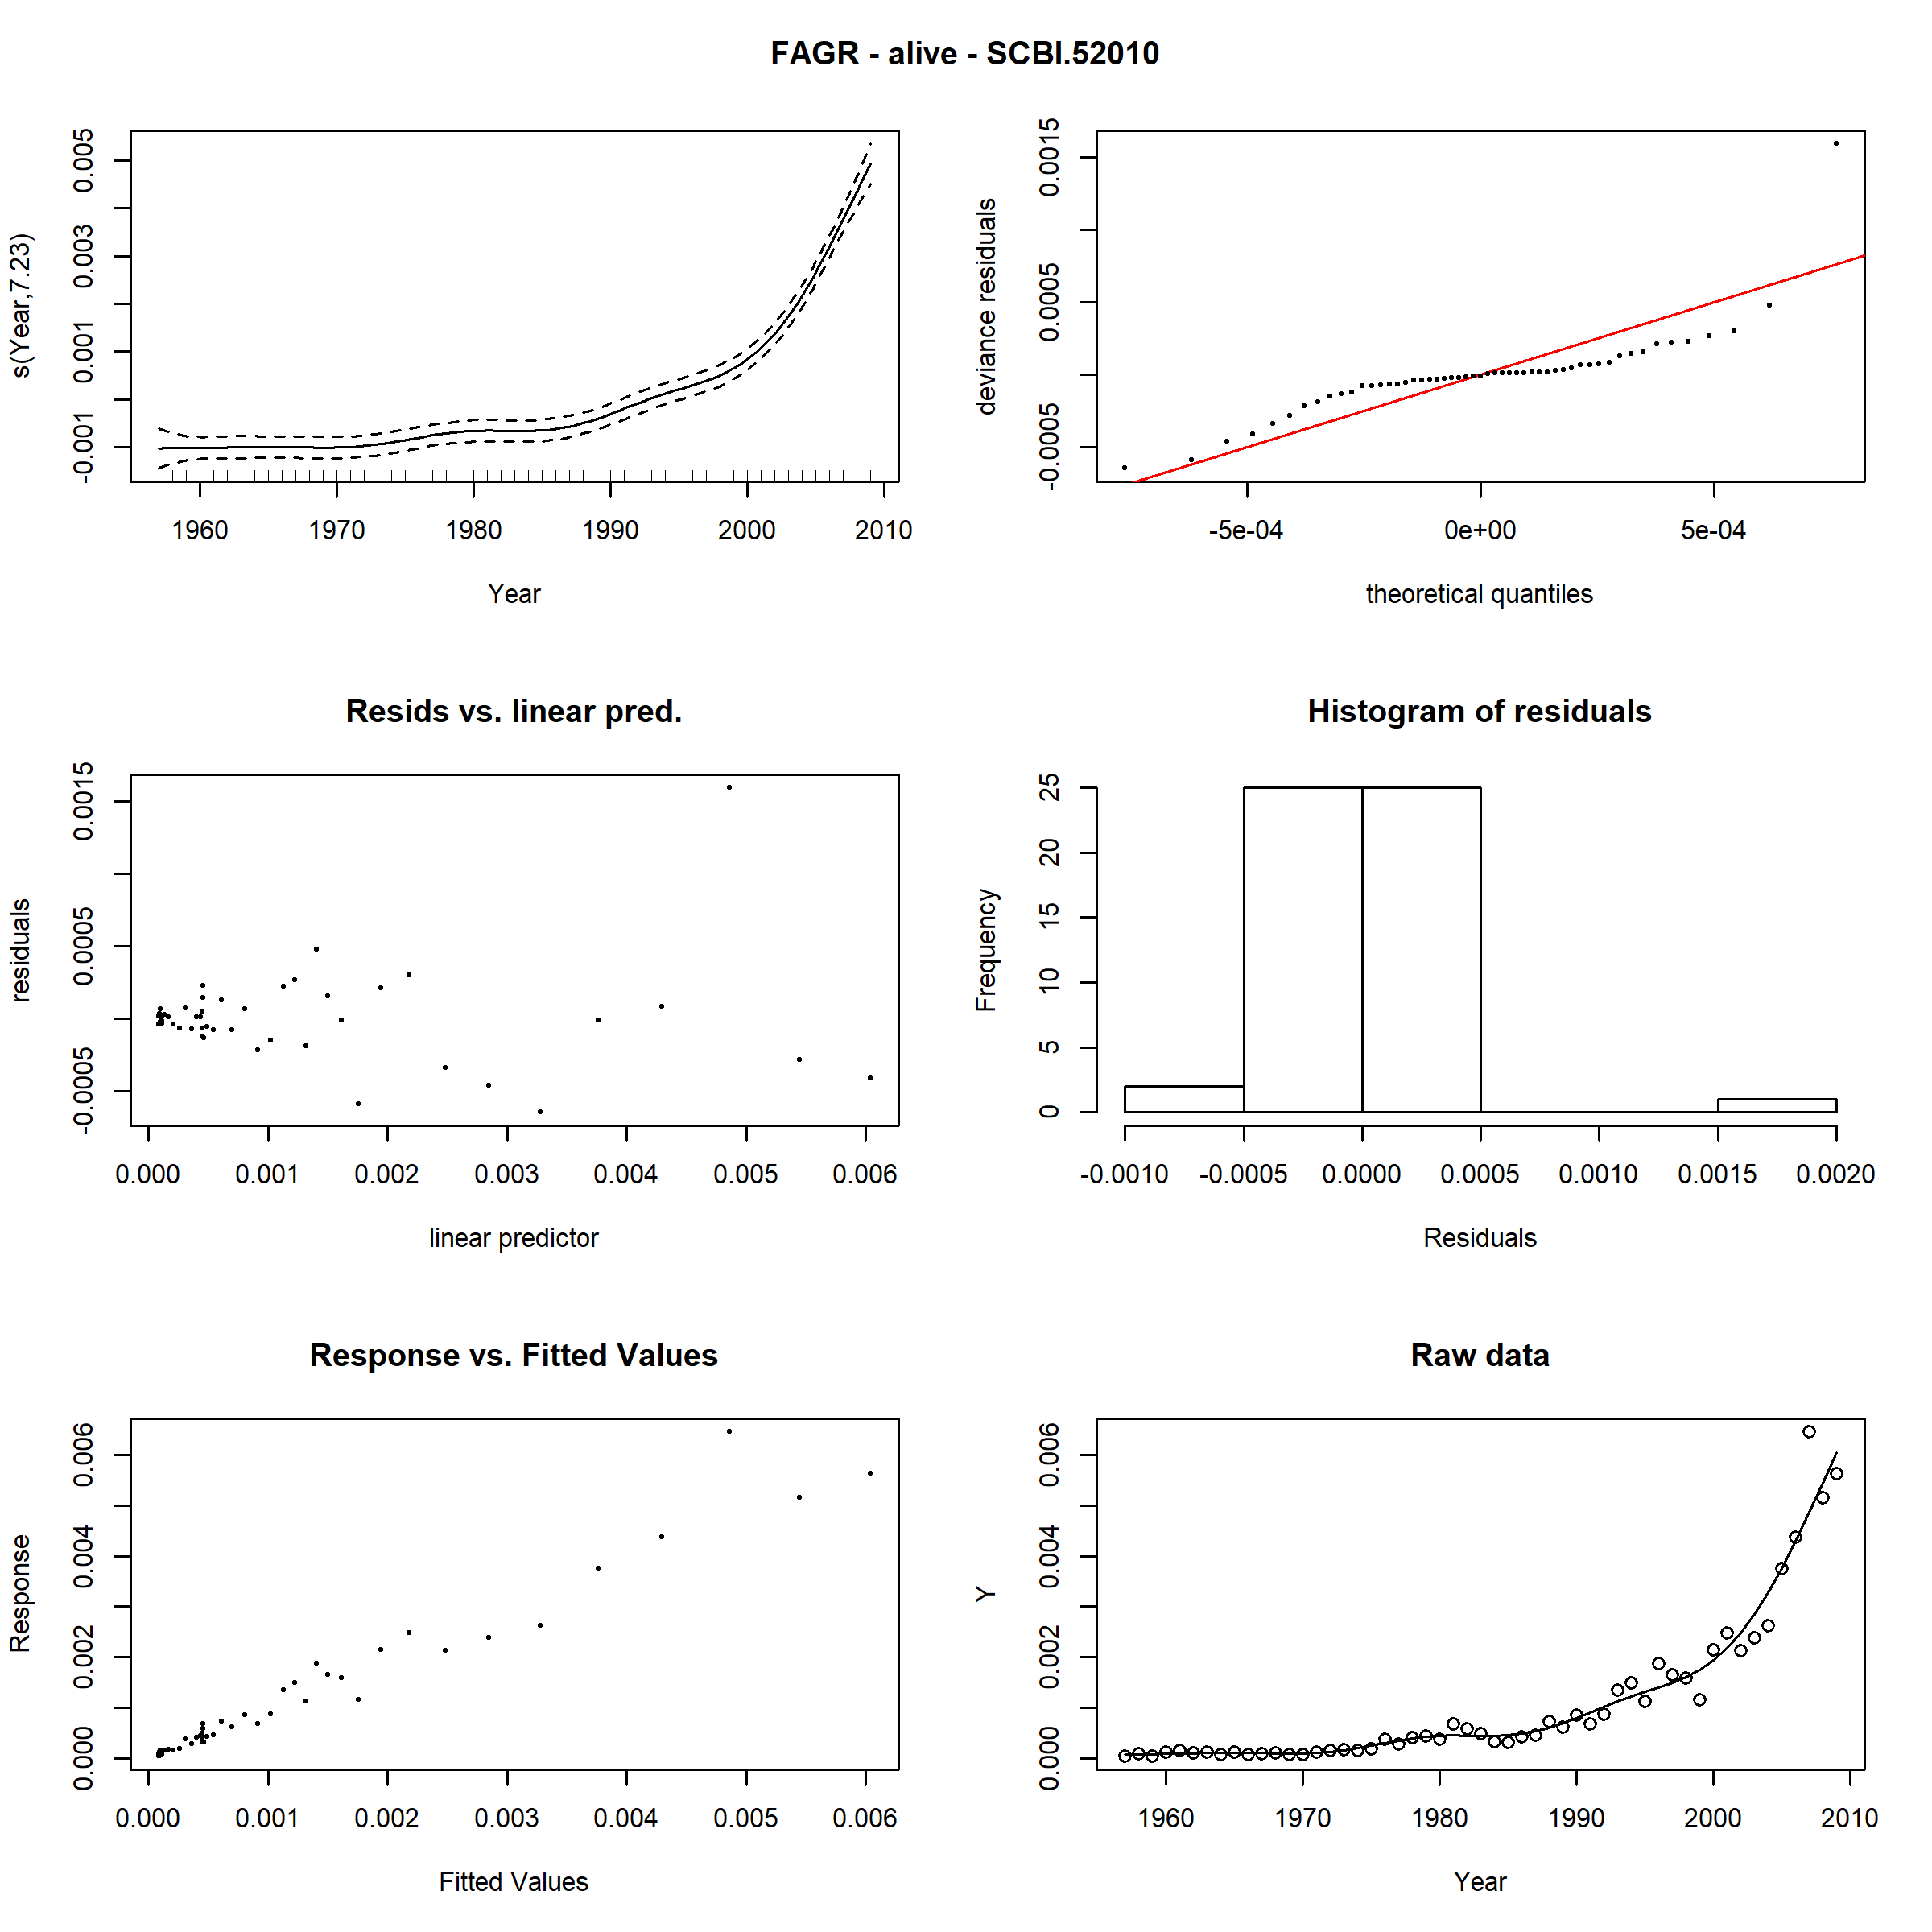 FAGR - alive - SCBI.52010
s(Year,7.23)
0.005
0.003
0.001
-0.001
1960 1970 1980 1990 2000 2010
Year
deviance residuals
0.0015
0.0005
-0.0005
-5e-04 0e+00 5e-04
theoretical quantiles
Resids vs. linear pred.
residuals
0.0015
0.0005
-0.0005
0.000 0.001 0.002 0.003 0.004 0.005 0.006
linear predictor
Histogram of residuals
Frequency
25
20
15
10
5
0
-0.0010 -0.0005 0.0000 0.0005 0.0010 0.0015 0.0020
Residuals
Response vs. Fitted Values
Response
0.006
0.004
0.002
0.000
0.000 0.001 0.002 0.003 0.004 0.005 0.006
Fitted Values
Raw data
Y
0.006
0.004
0.002
0.000
1960 1970 1980 1990 2000 2010
Year